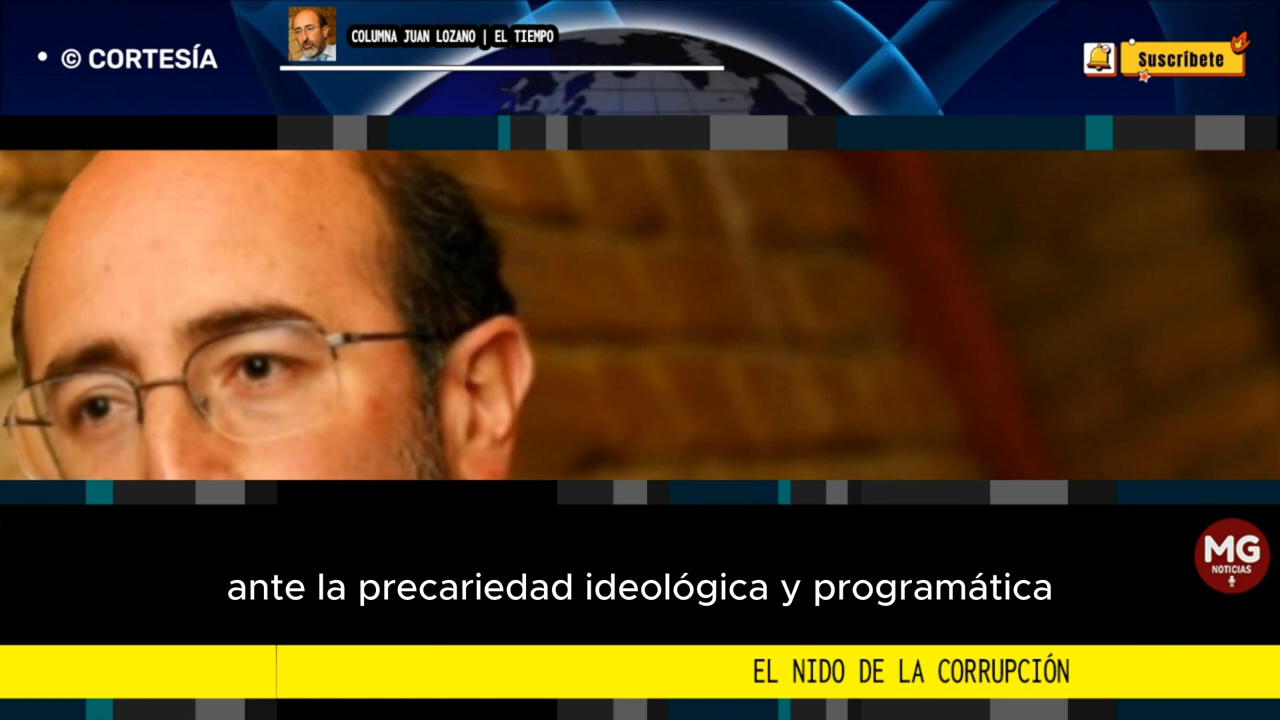 • © CORTESÍA
COLUMNA JUAN LOZANO | EL TIEMPO
Suscríbete
MG
NOTICIAS
ante la precariedad ideológica y programática
EL NIDO DE LA CORRUPCIÓN